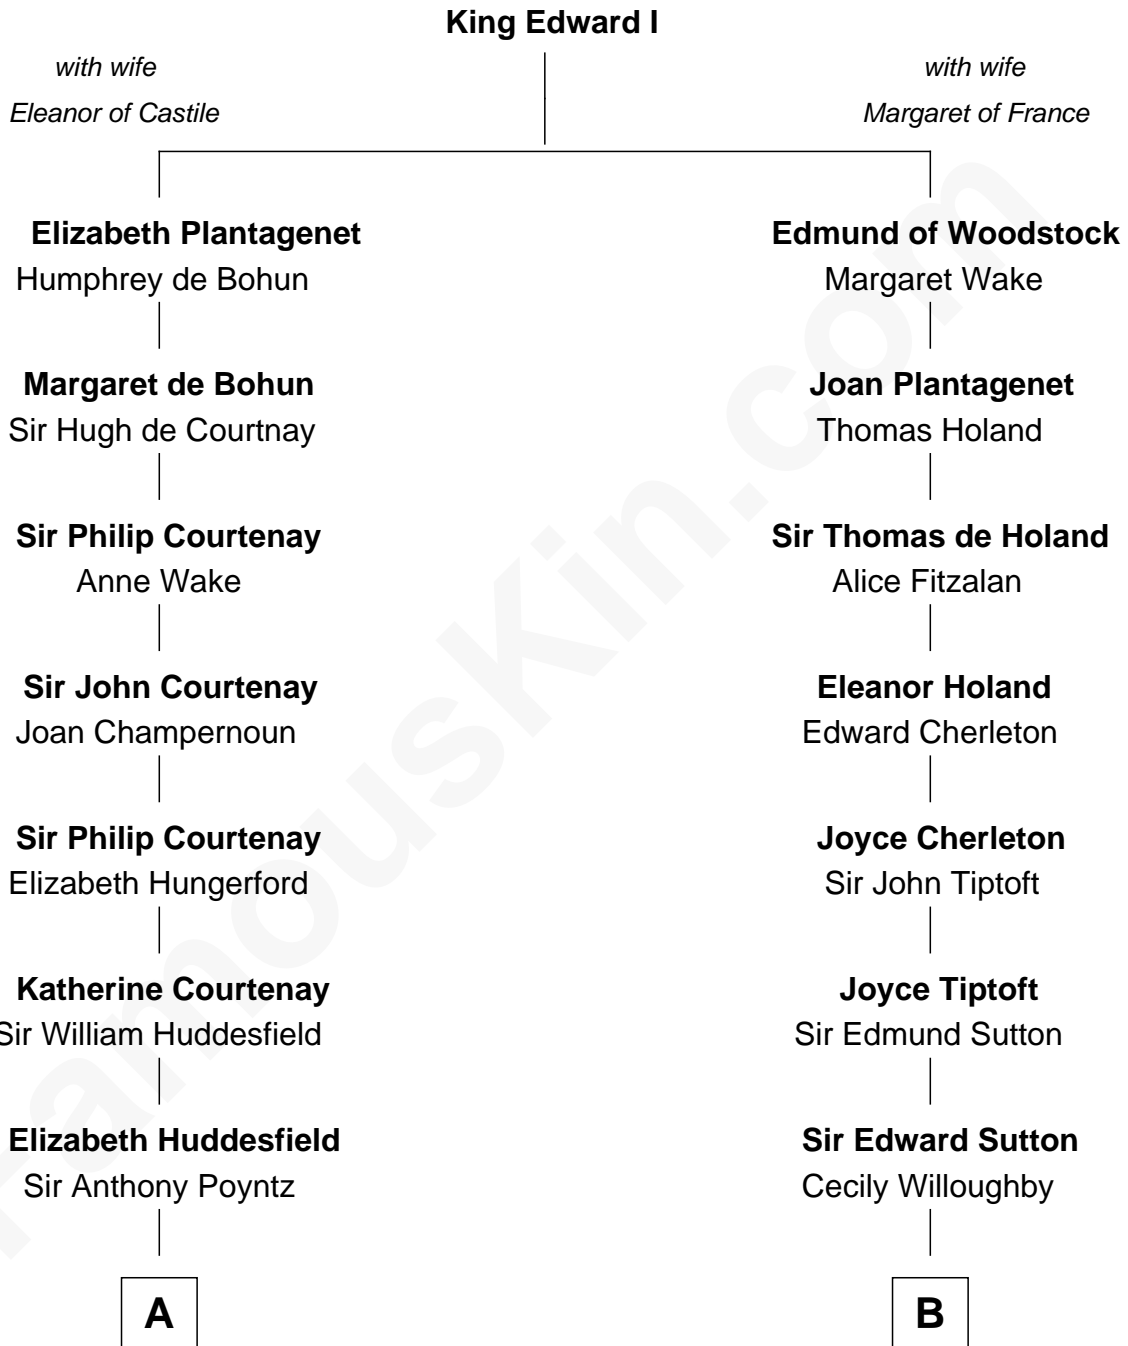 King Edward I
with wife
Eleanor of Castile
with wife
Margaret of France
Elizabeth Plantagenet
Humphrey de Bohun
Margaret de Bohun
Sir Hugh de Courtnay
Sir Philip Courtenay
Anne Wake
Sir John Courtenay
Joan Champernoun
Sir Philip Courtenay
Elizabeth Hungerford
Katherine Courtenay
Sir William Huddesfield
Elizabeth Huddesfield
Sir Anthony Poyntz
A
Edmund of Woodstock
Margaret Wake
Joan Plantagenet
Thomas Holand
Sir Thomas de Holand
Alice Fitzalan
Eleanor Holand
Edward Cherleton
Joyce Cherleton
Sir John Tiptoft
Joyce Tiptoft
Sir Edmund Sutton
Sir Edward Sutton
Cecily Willoughby
B
FamousKin.com